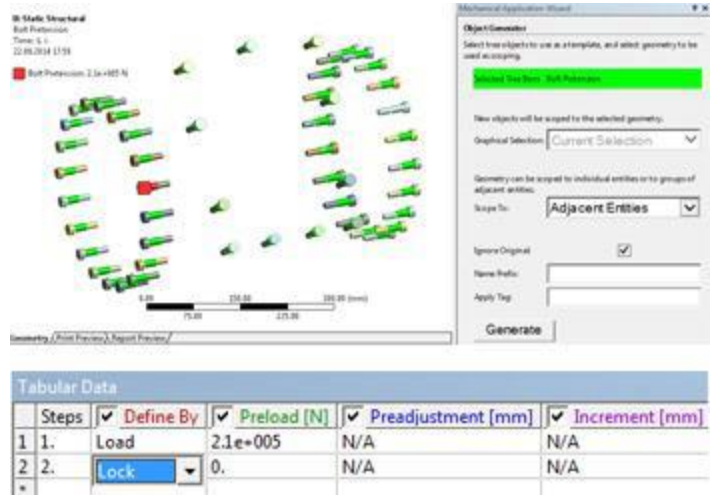 B: Static Structural
Bolt Pretension
Time: 1. s
22.09.2014 17:59
Bolt Pretension: 2.1e+005 N
0.00
150.00
300.00 (mm)
75.00
225.00
Geometry / Print Preview / Report Preview /
Mechanical Application Wizard
Object Generator
Select tree objects to use as a template, and select geometry to be
used as scoping.
Selected Tree Item: Bolt Pretension
New objects will be scoped to the selected geometry.
Graphical Selection: Current Selection
Geometry can be scoped to individual entities or to groups of
adjacent entities.
Scope To: Adjacent Entities
Ignore Original
Name Prefix:
Apply Tag:
Generate
Tabular Data
Steps Define By Preload [N] Preadjustment [mm] Increment [mm]
1 1. Load 2.1e+005 N/A N/A
2 2. Lock 0. N/A N/A
*